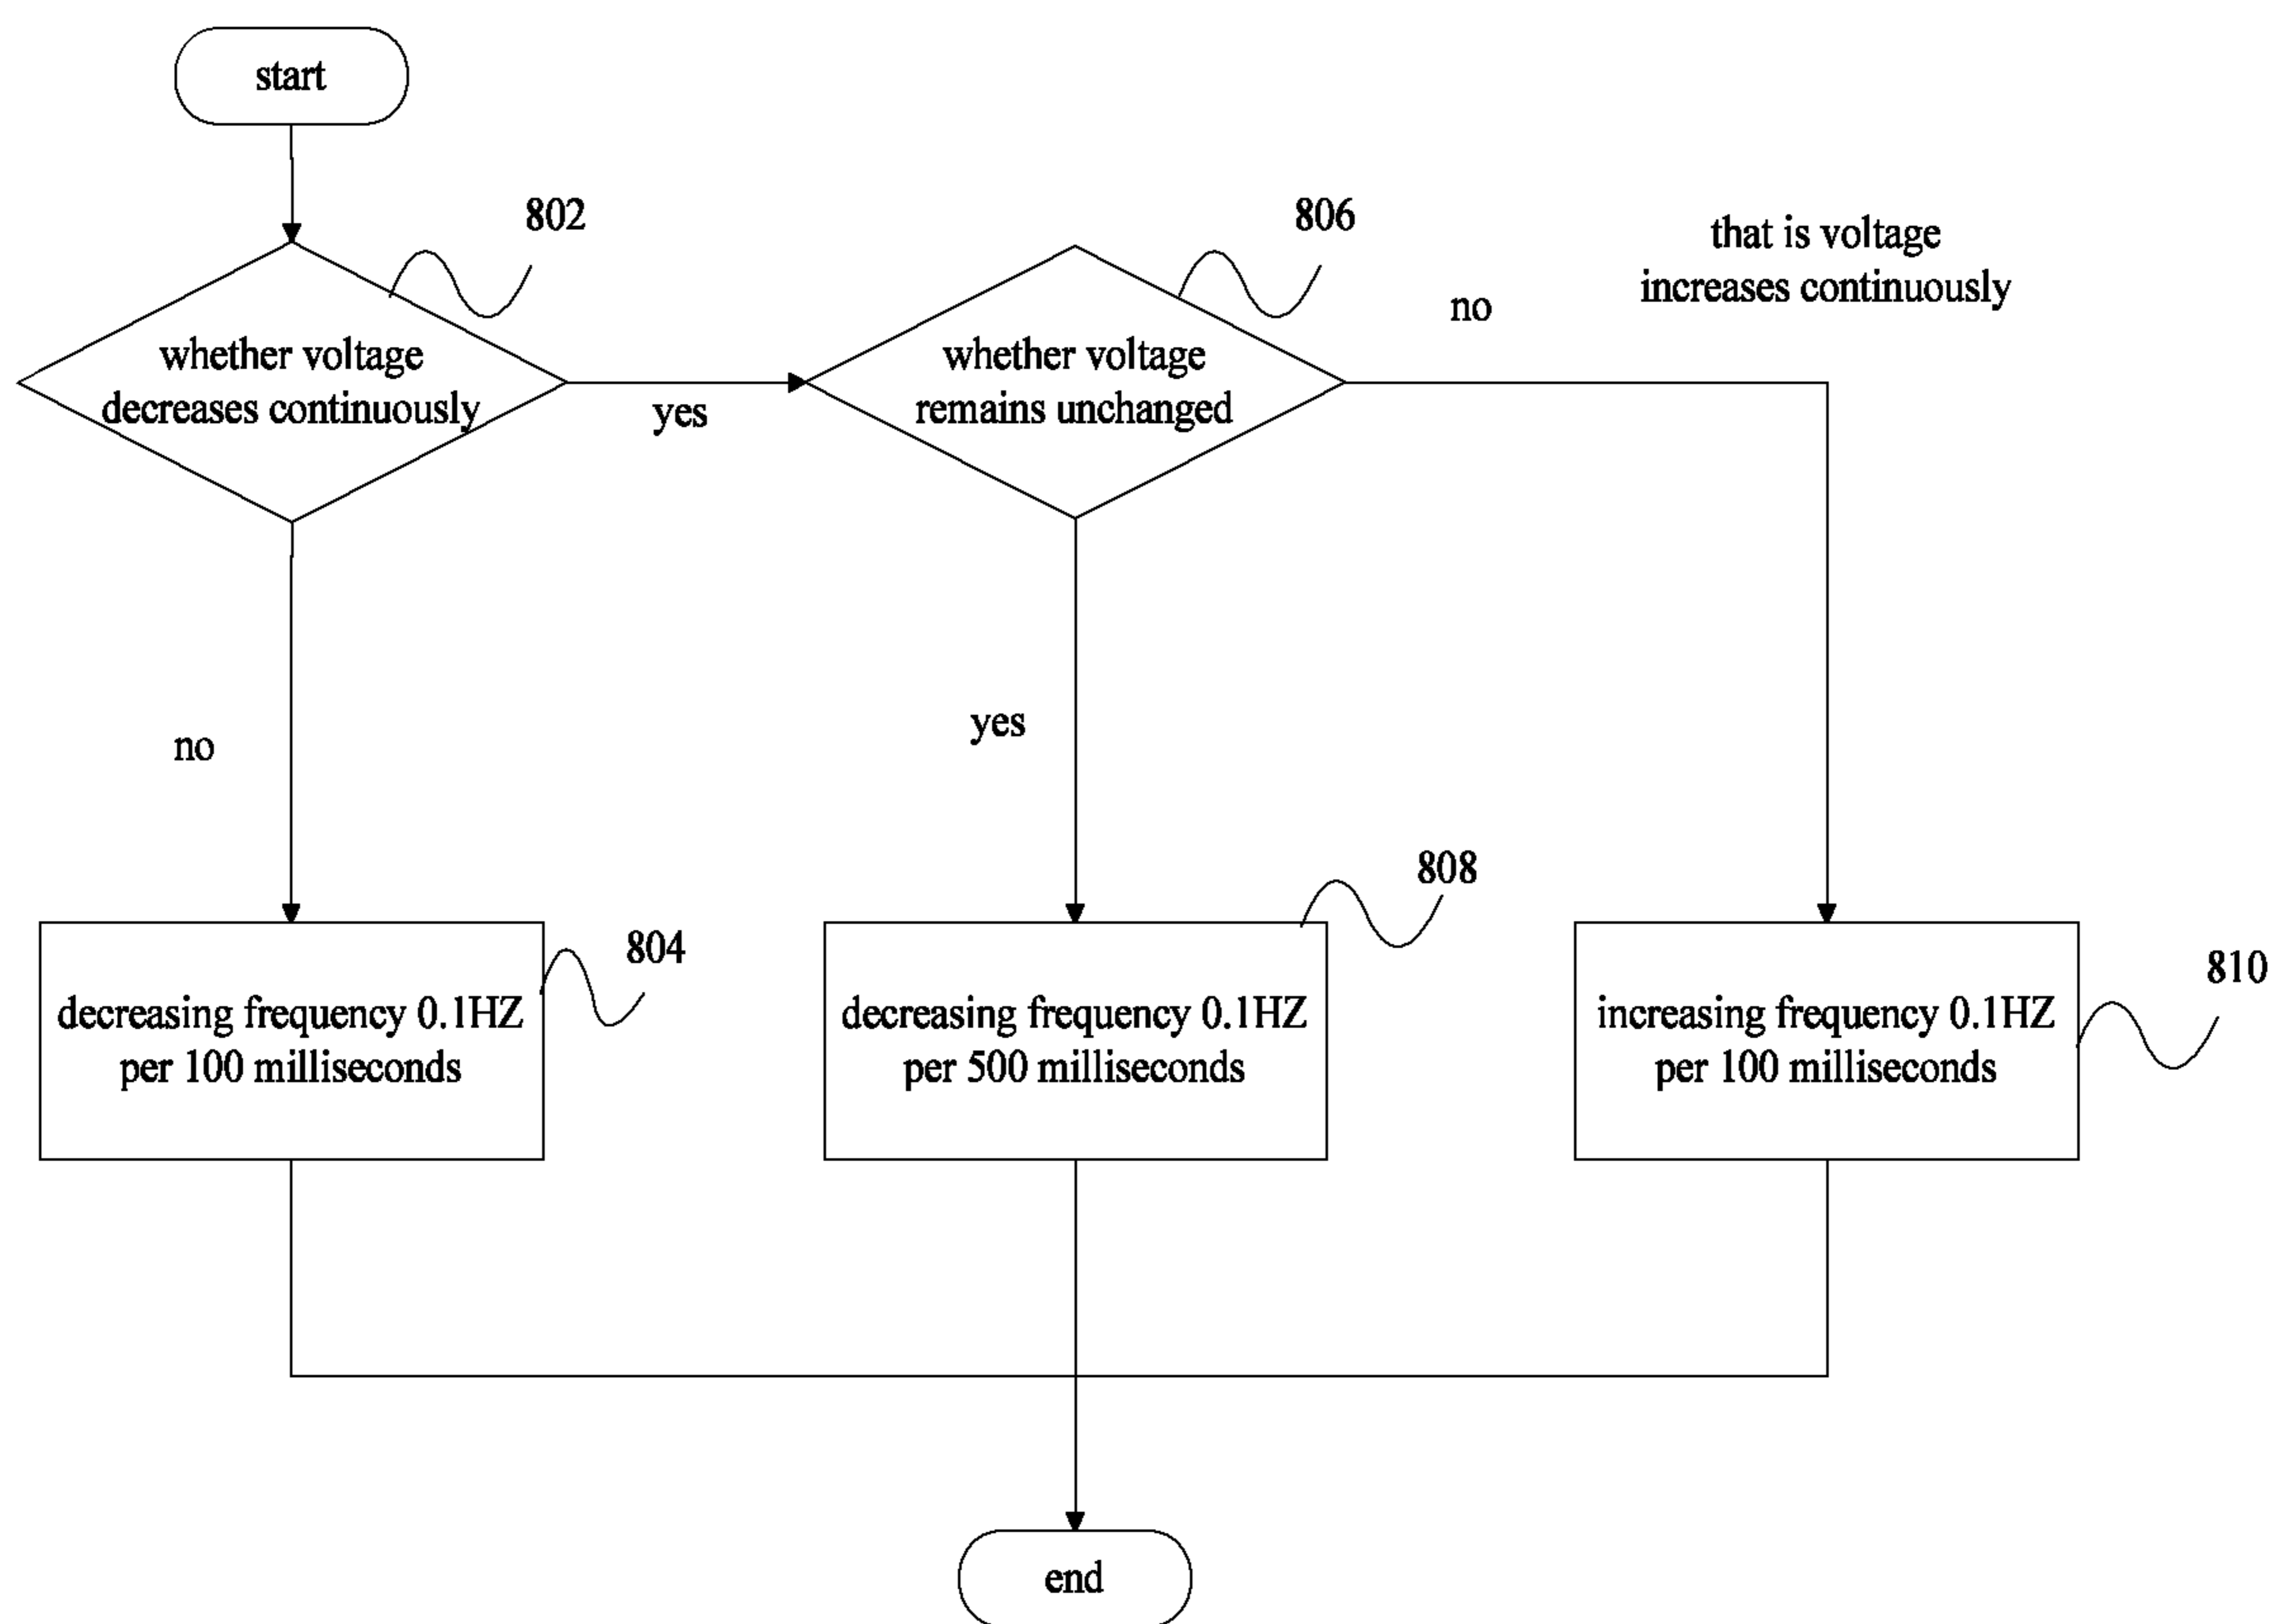 start
802
806
that is voltage
increases continuously
no
whether voltage
decreases continuously
yes
whether voltage
remains unchanged
no
yes
808
804
810
decreasing frequency 0.1HZ
per 100 milliseconds
decreasing frequency 0.1HZ
per 500 milliseconds
increasing frequency 0.1HZ
per 100 milliseconds
end